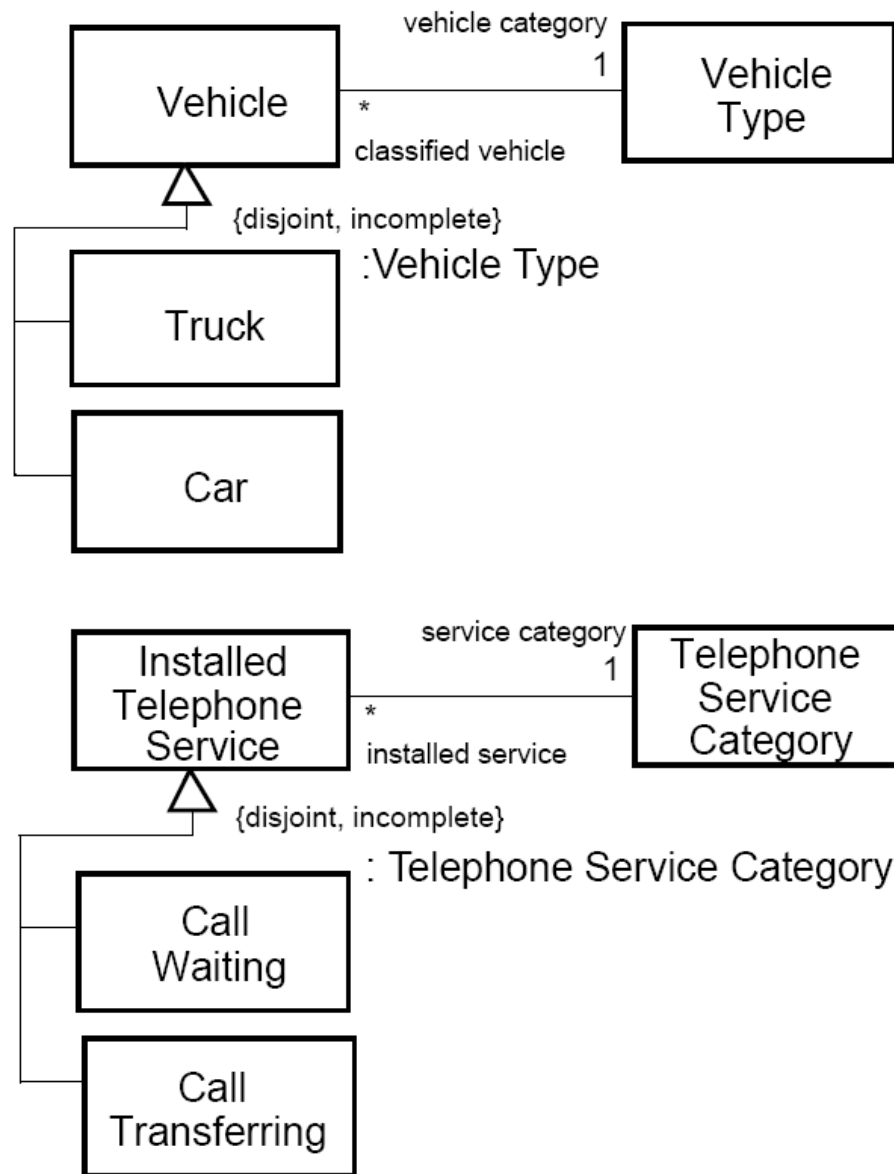 vehicle category
Vehicle
1
Vehicle
Type
*
classified vehicle
{disjoint, incomplete}
:Vehicle Type
Truck
Car
service category
Installed
Telephone
Service
1
Telephone
Service
Category
*
installed service
{disjoint, incomplete}
: Telephone Service Category
Call
Waiting
Call
Transferring